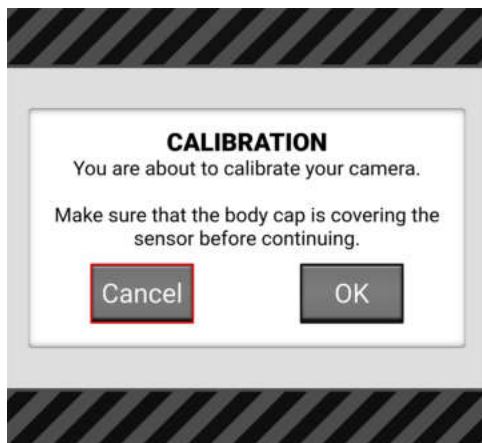 CALIBRATION
You are about to calibrate your camera.
Make sure that the body cap is covering the
sensor before continuing.
Cancel OK